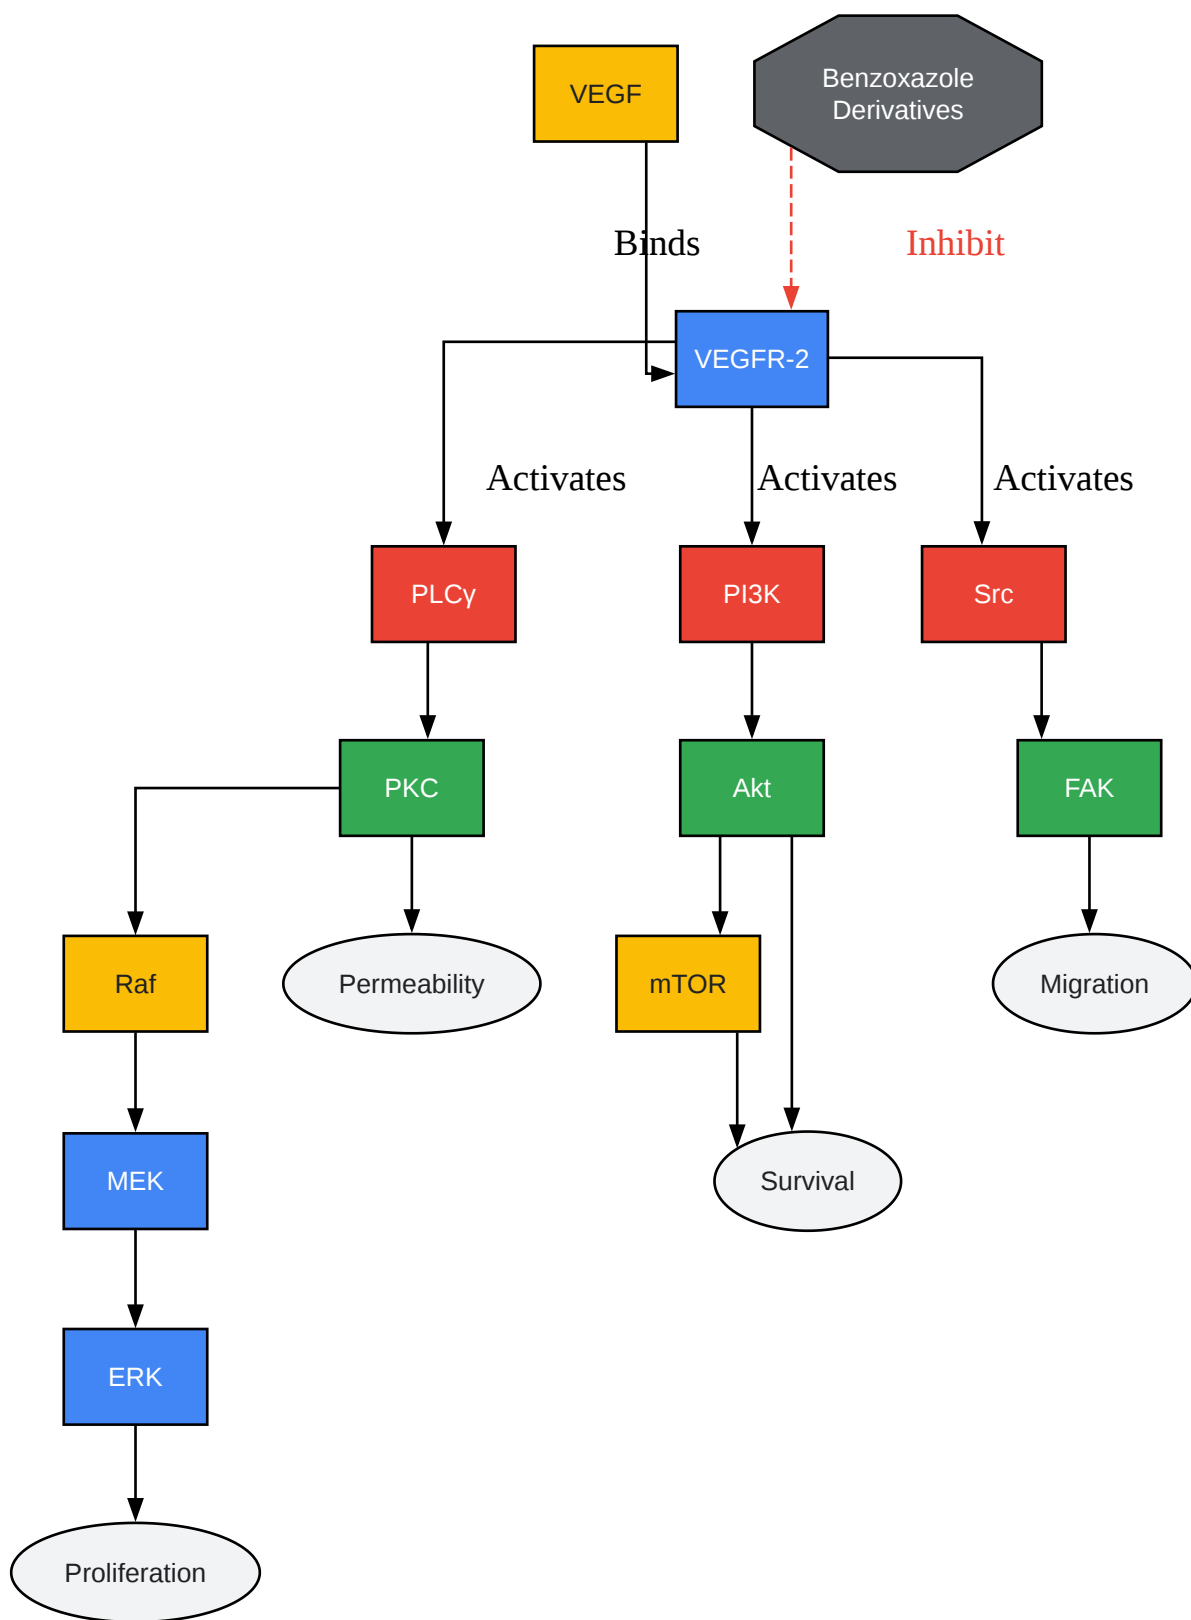 VEGF
Benzoxazole
Derivatives
Binds
Inhibit
VEGFR-2
Activates
Activates
Activates
PLCγ
PI3K
Src
PKC
Akt
FAK
Raf
Permeability
mTOR
Migration
MEK
Survival
ERK
Proliferation